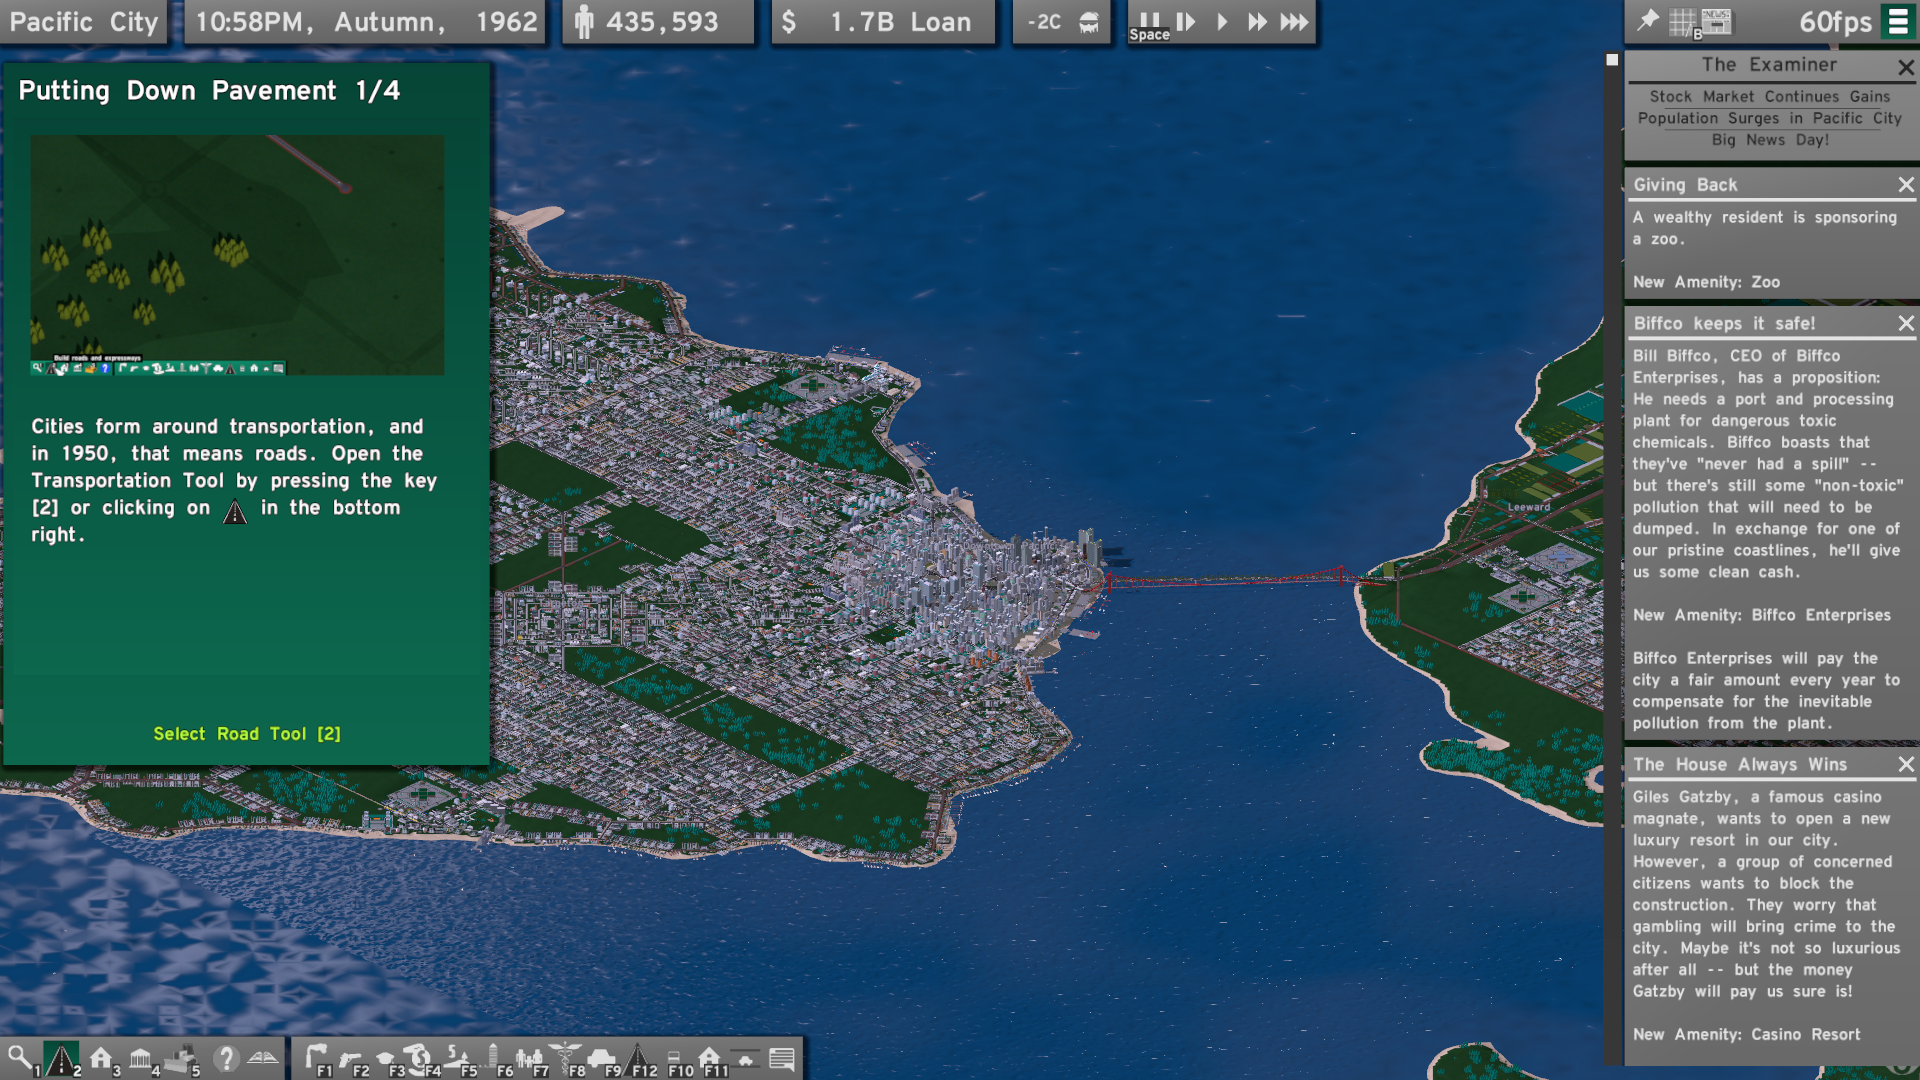 Pacific City
10:58PM, Autumn, 1962
435,593
$ 1.7B Loan
-2C
Space
B
NEWS
60fps
Putting Down Pavement 1/4
Build roads and expressways
Cities form around transportation, and
in 1950, that means roads. Open the
Transportation Tool by pressing the key
[2] or clicking on in the bottom
right.
Select Road Tool [2]
Leeward
The Examiner
Stock Market Continues Gains
Population Surges in Pacific City
Big News Day!
Giving Back
A wealthy resident is sponsoring
a zoo.
New Amenity: Zoo
Biffco keeps it safe!
Bill Biffco, CEO of Biffco
Enterprises, has a proposition:
He needs a port and processing
plant for dangerous toxic
chemicals. Biffco boasts that
they've "never had a spill" --
but there's still some "non-toxic"
pollution that will need to be
dumped. In exchange for one of
our pristine coastlines, he'll give
us some clean cash.
New Amenity: Biffco Enterprises
Biffco Enterprises will pay the
city a fair amount every year to
compensate for the inevitable
pollution from the plant.
The House Always Wins
Giles Gatzby, a famous casino
magnate, wants to open a new
luxury resort in our city.
However, a group of concerned
citizens wants to block the
construction. They worry that
gambling will bring crime to the
city. Maybe it's not so luxurious
after all -- but the money
Gatzby will pay us sure is!
New Amenity: Casino Resort
1 2 3 4 5 ? F1 F2 F3 F4 F5 F6 F7 F8 F9 F12 F10 F11